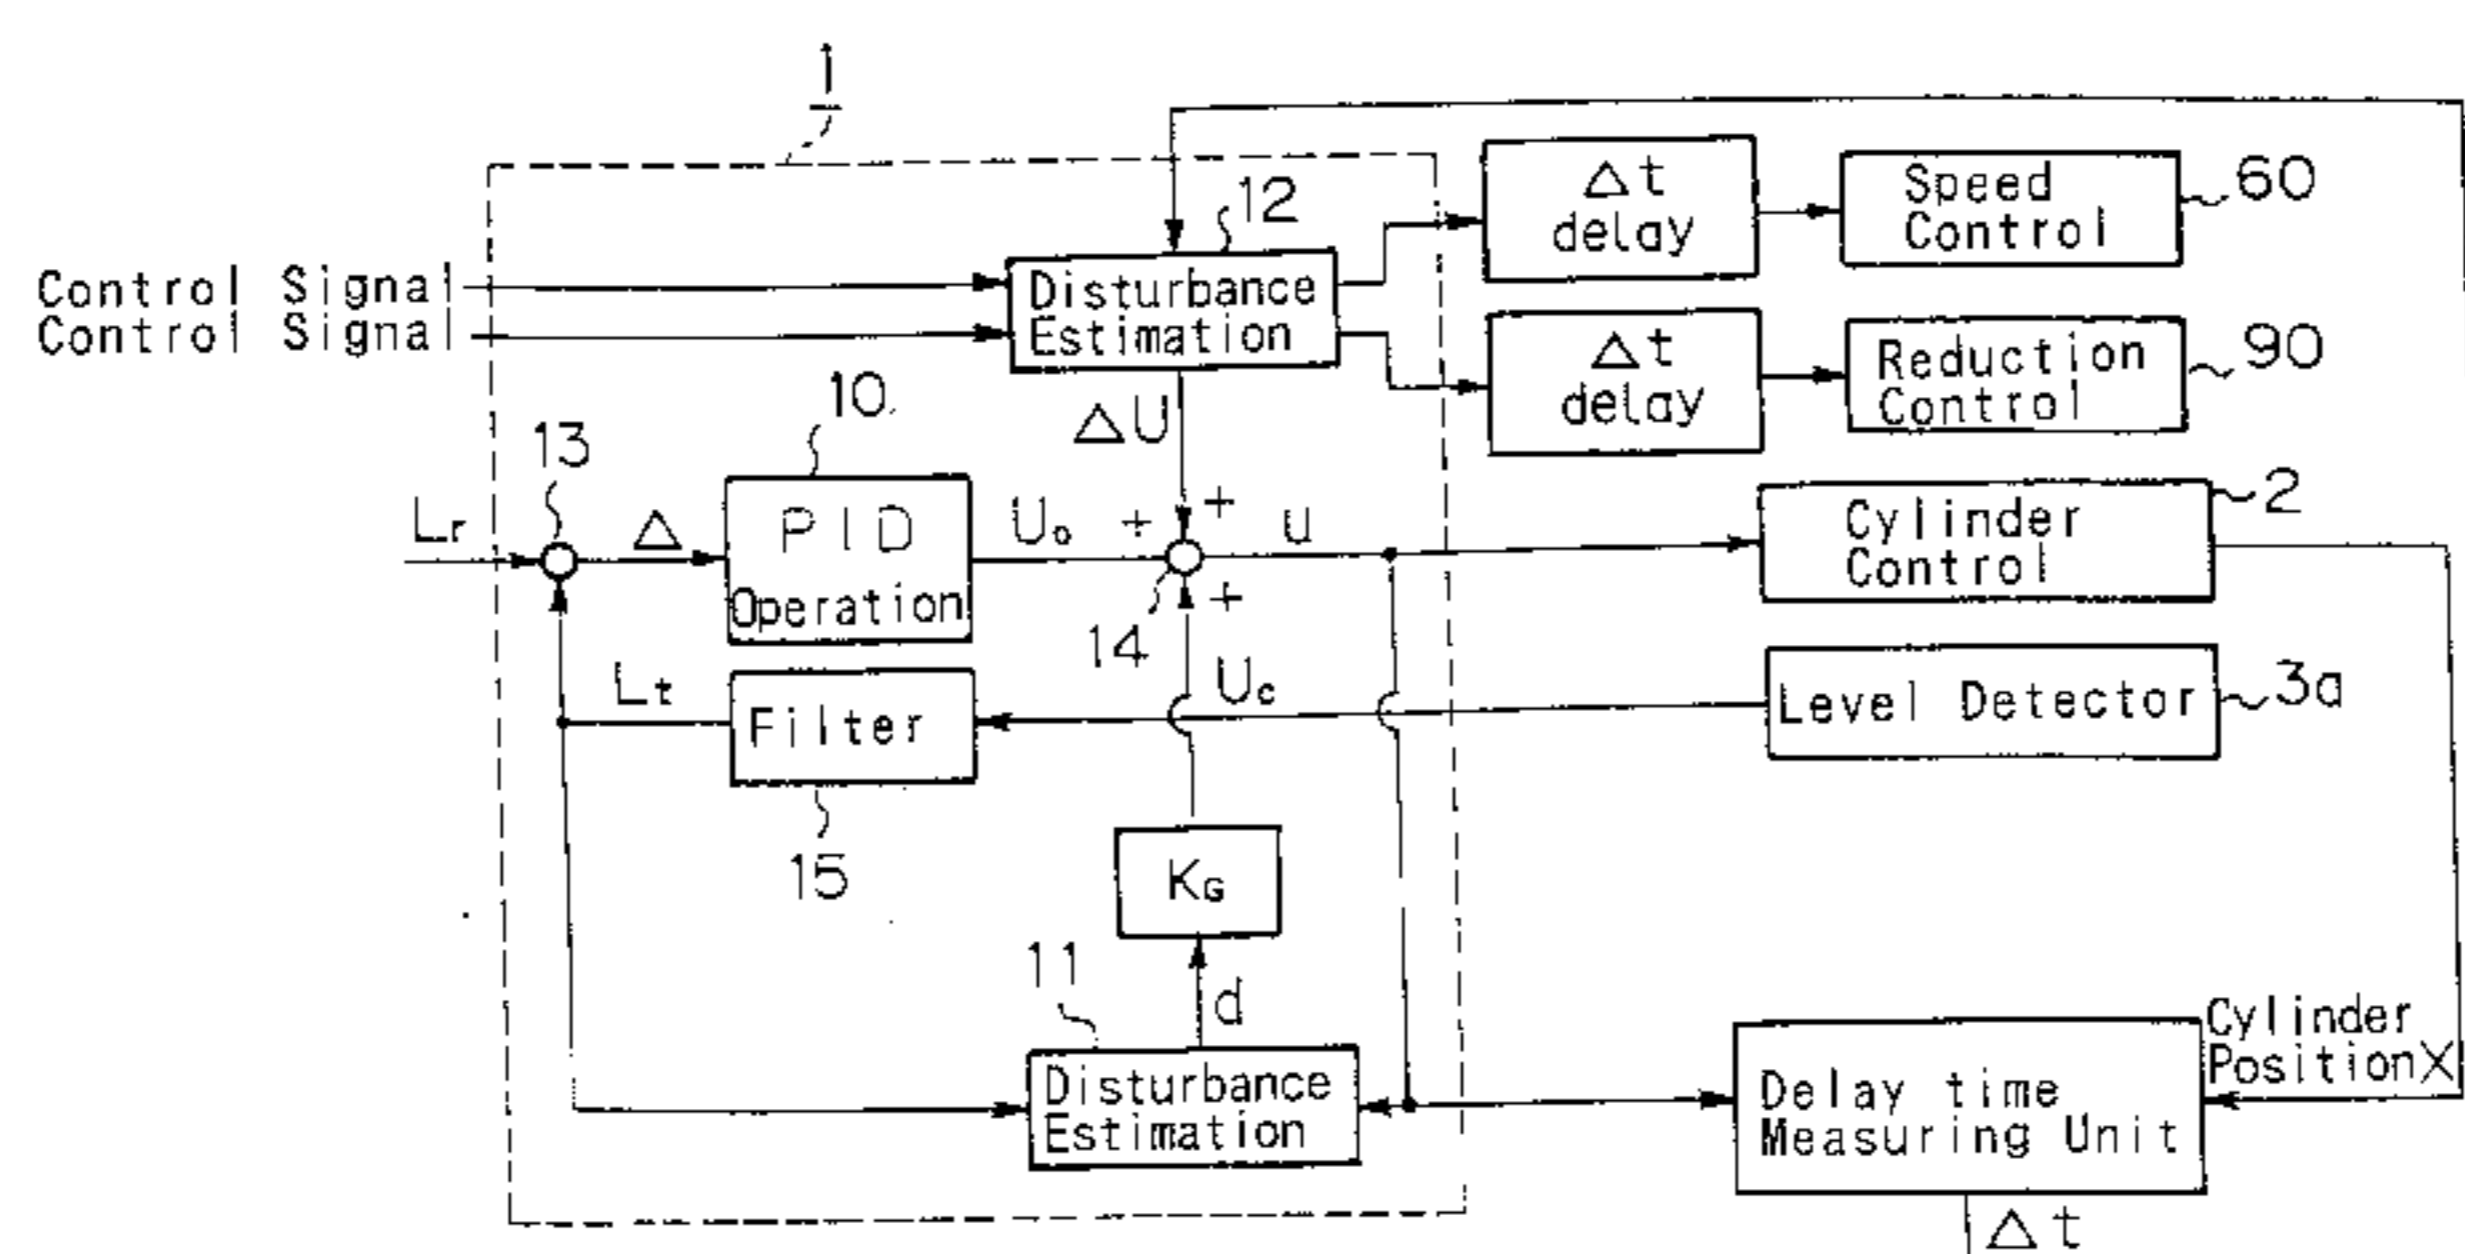 1
Δt
delay
Speed
Control
60
12
Control Signal
Control Signal
Disturbance
Estimation
Δt
delay
Reduction
Control
90
10
ΔU
13
Lr
Δ
PID
Operation
Uo
+
+
u
Cylinder
Control
2
14
+
Lt
Filter
Uc
Level Detector
3a
15
KG
11
d
Disturbance
Estimation
Delay time
Measuring Unit
Cylinder
Position X
Δt